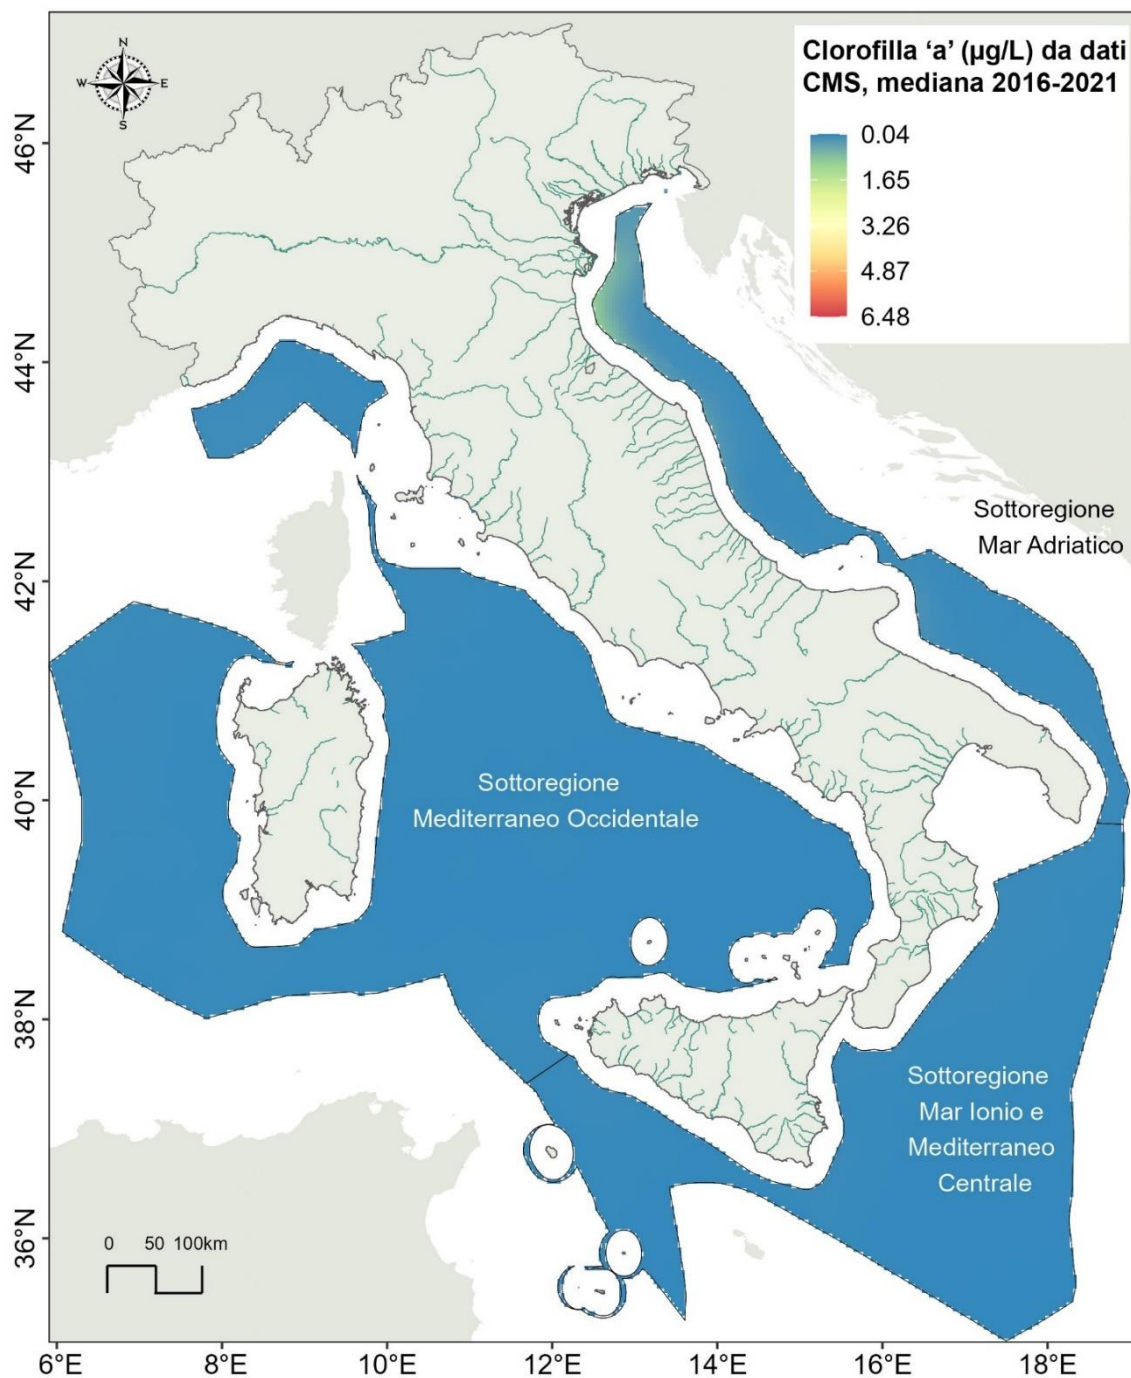 N
W E
S
Clorofilla ‘a’ (µg/L) da dati
CMS, mediana 2016-2021
0.04
1.65
3.26
4.87
6.48
46°N
44°N
42°N
40°N
38°N
36°N
Sottoregione
Mar Adriatico
Sottoregione
Mediterraneo Occidentale
Sottoregione
Mar Ionio e
Mediterraneo
Centrale
0 50 100km
6°E 8°E 10°E 12°E 14°E 16°E 18°E